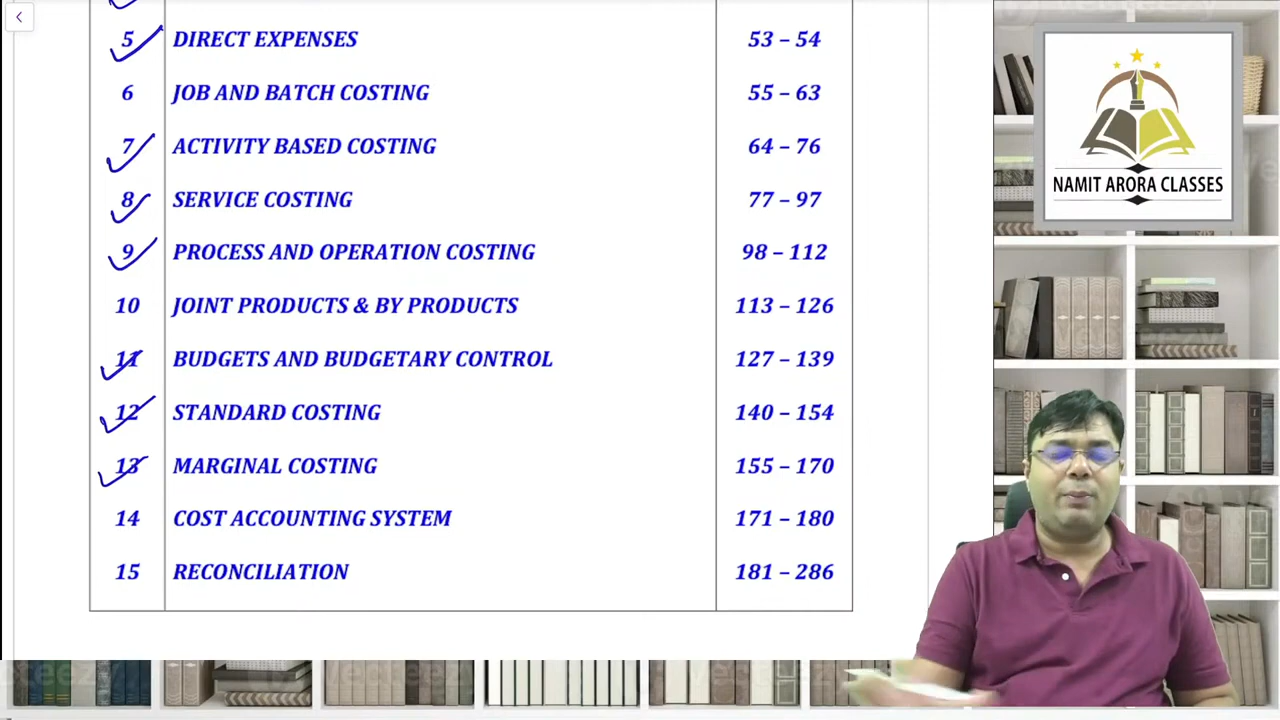 5 DIRECT EXPENSES 53 – 54
6 JOB AND BATCH COSTING 55 – 63
7 ACTIVITY BASED COSTING 64 – 76
8 SERVICE COSTING 77 – 97
9 PROCESS AND OPERATION COSTING 98 – 112
10 JOINT PRODUCTS & BY PRODUCTS 113 – 126
11 BUDGETS AND BUDGETARY CONTROL 127 – 139
12 STANDARD COSTING 140 – 154
13 MARGINAL COSTING 155 – 170
14 COST ACCOUNTING SYSTEM 171 – 180
15 RECONCILIATION 181 – 286
NAMIT ARORA CLASSES